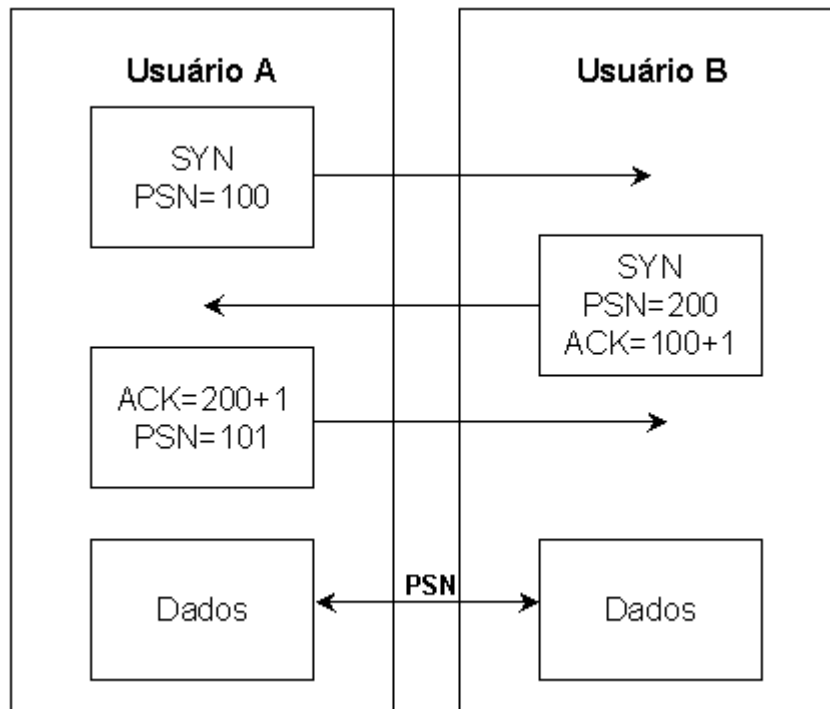 Usuário A
Usuário B
SYN
PSN=100
SYN
PSN=200
ACK=100+1
ACK=200+1
PSN=101
Dados
PSN
Dados